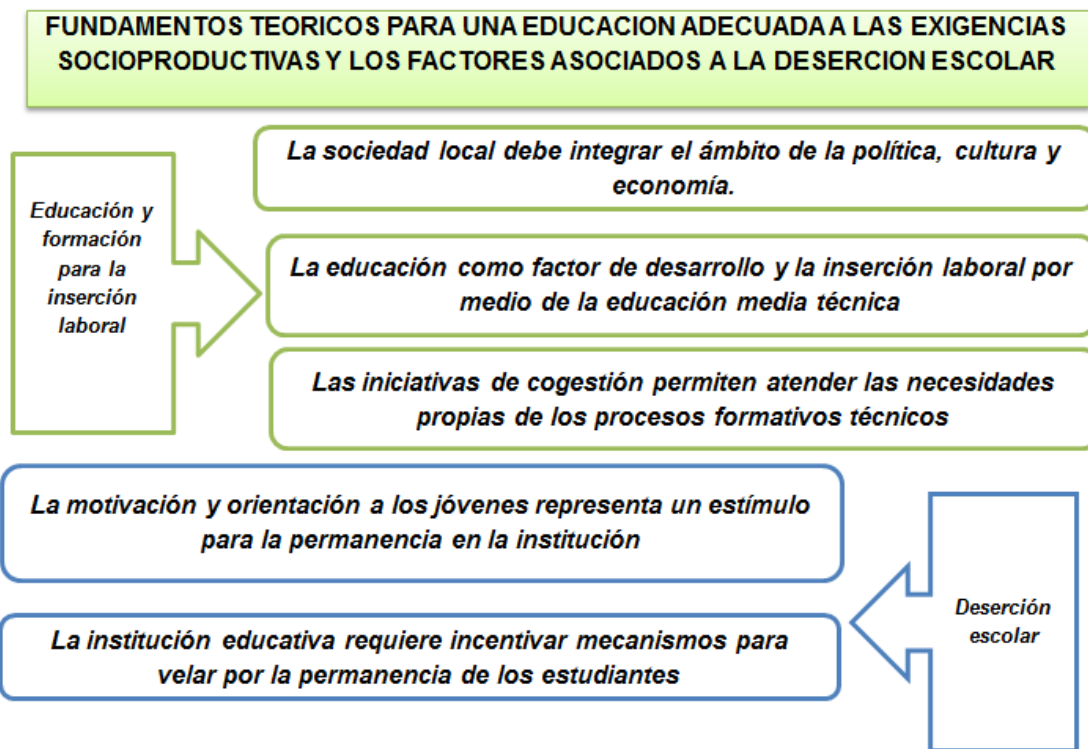 FUNDAMENTOS TEORICOS PARA UNA EDUCACION ADECUADA A LAS EXIGENCIAS
SOCIOPRODUCTIVAS Y LOS FACTORES ASOCIADOS A LA DESERCION ESCOLAR
Educación y
formación
para la
inserción
laboral
La sociedad local debe integrar el ámbito de la política, cultura y
economía.
La educación como factor de desarrollo y la inserción laboral por
medio de la educación media técnica
Las iniciativas de cogestión permiten atender las necesidades
propias de los procesos formativos técnicos
La motivación y orientación a los jóvenes representa un estímulo
para la permanencia en la institución
La institución educativa requiere incentivar mecanismos para
velar por la permanencia de los estudiantes
Deserción
escolar